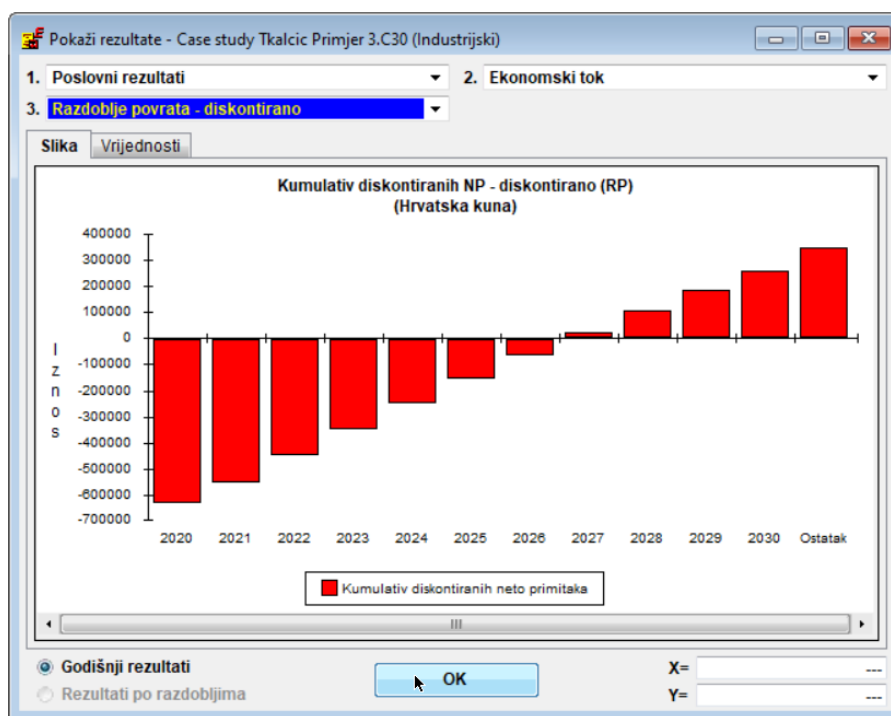 Pokaži rezultate - Case study Tkalcic Primjer 3.C30 (Industrijski)
1. Poslovni rezultati
2. Ekonomski tok
3. Razdoblje povrata - diskontirano
Slika
Vrijednosti
Kumulativ diskontiranih NP - diskontirano (RP)
(Hrvatska kuna)
400000
300000
200000
100000
0
-100000
-200000
-300000
-400000
-500000
-600000
-700000
Iznos
2020 2021 2022 2023 2024 2025 2026 2027 2028 2029 2030 Ostatak
Kumulativ diskontiranih neto primitaka
Godišnji rezultati
Rezultati po razdobljima
OK
X= ---
Y= ---